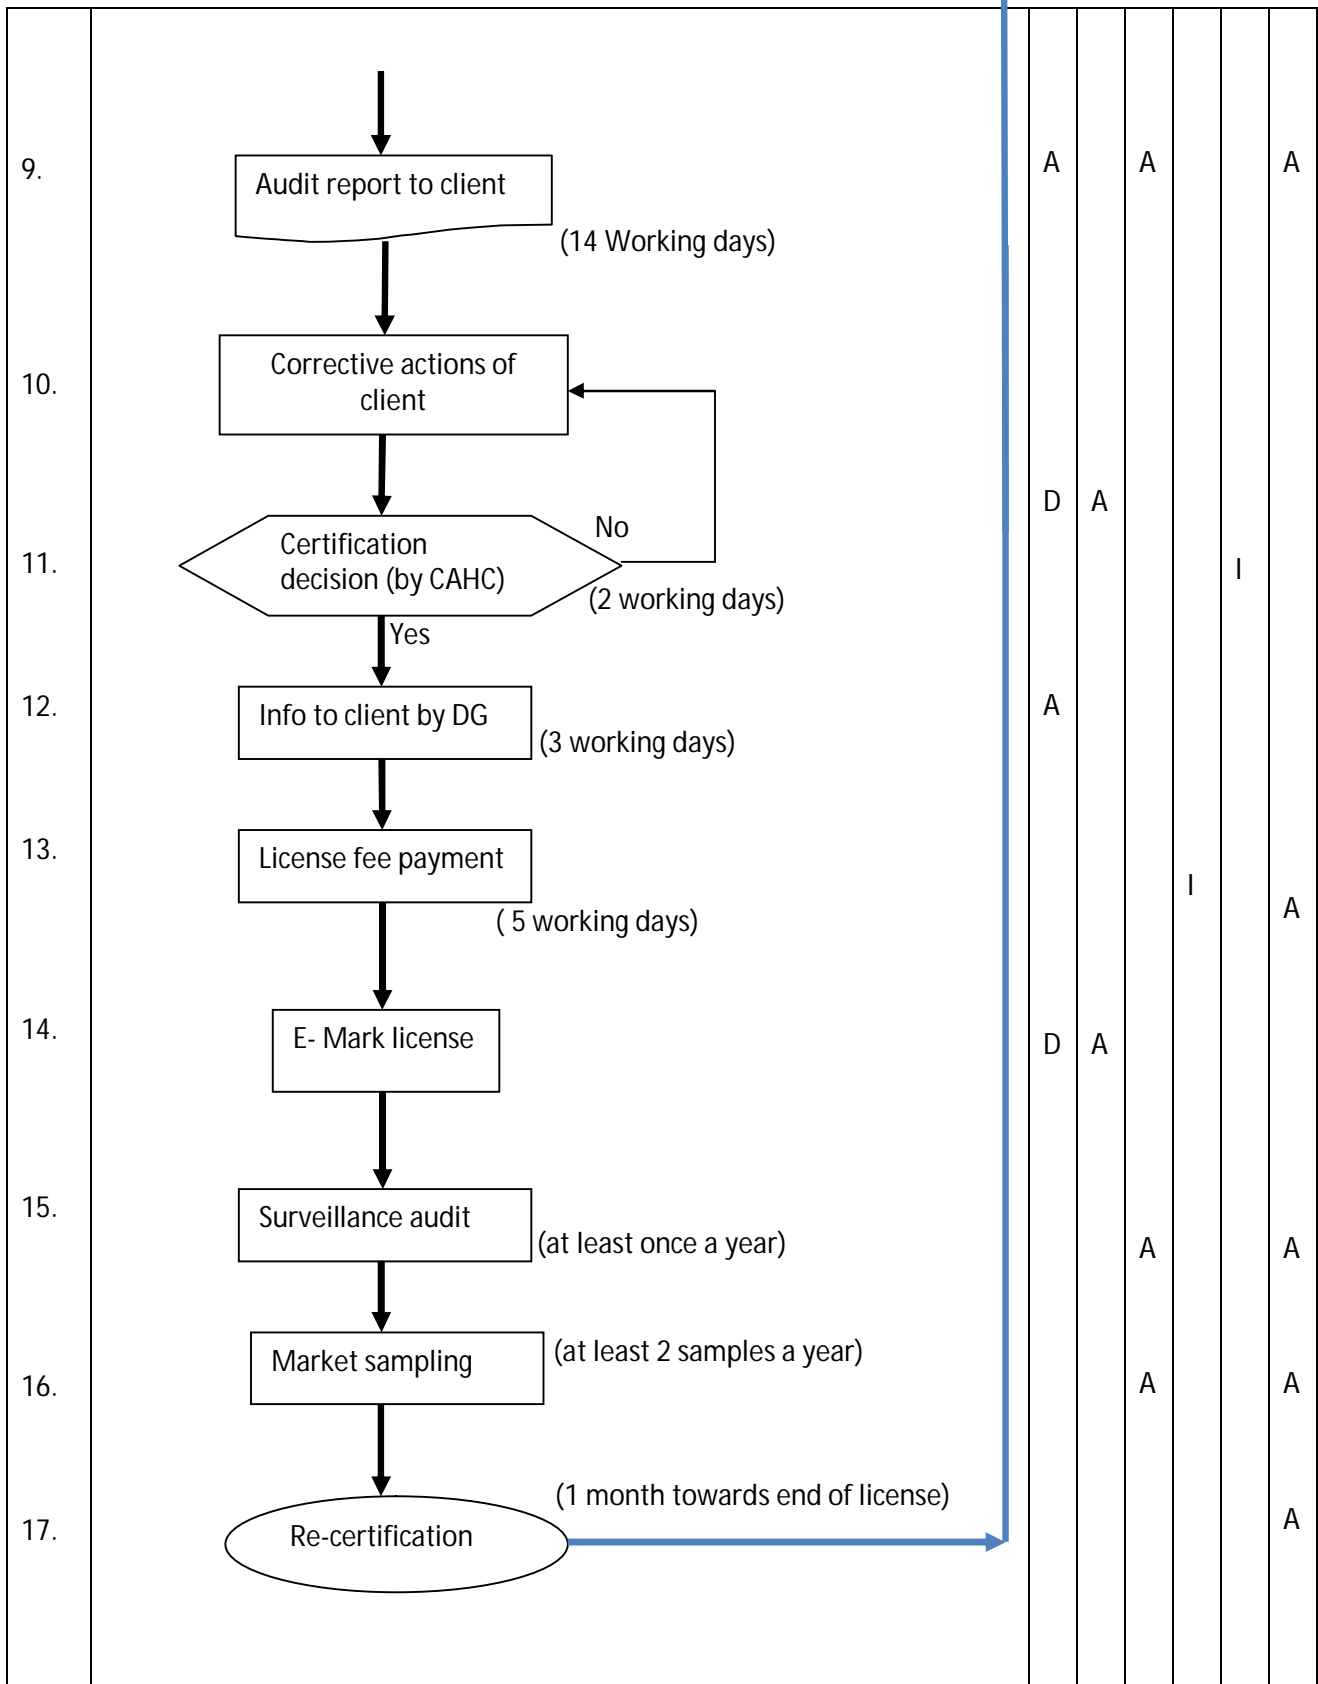 9.
Audit report to client
A A A
(14 Working days)
10.
Corrective actions of
client
D A
No
11.
Certification
decision (by CAHC)
I
(2 working days)
Yes
12.
Info to client by DG
A
(3 working days)
13.
License fee payment
I
A
( 5 working days)
14.
E- Mark license
D A
15.
Surveillance audit
(at least once a year)
A A
16.
Market sampling
(at least 2 samples a year)
A A
(1 month towards end of license)
17.
Re-certification
A